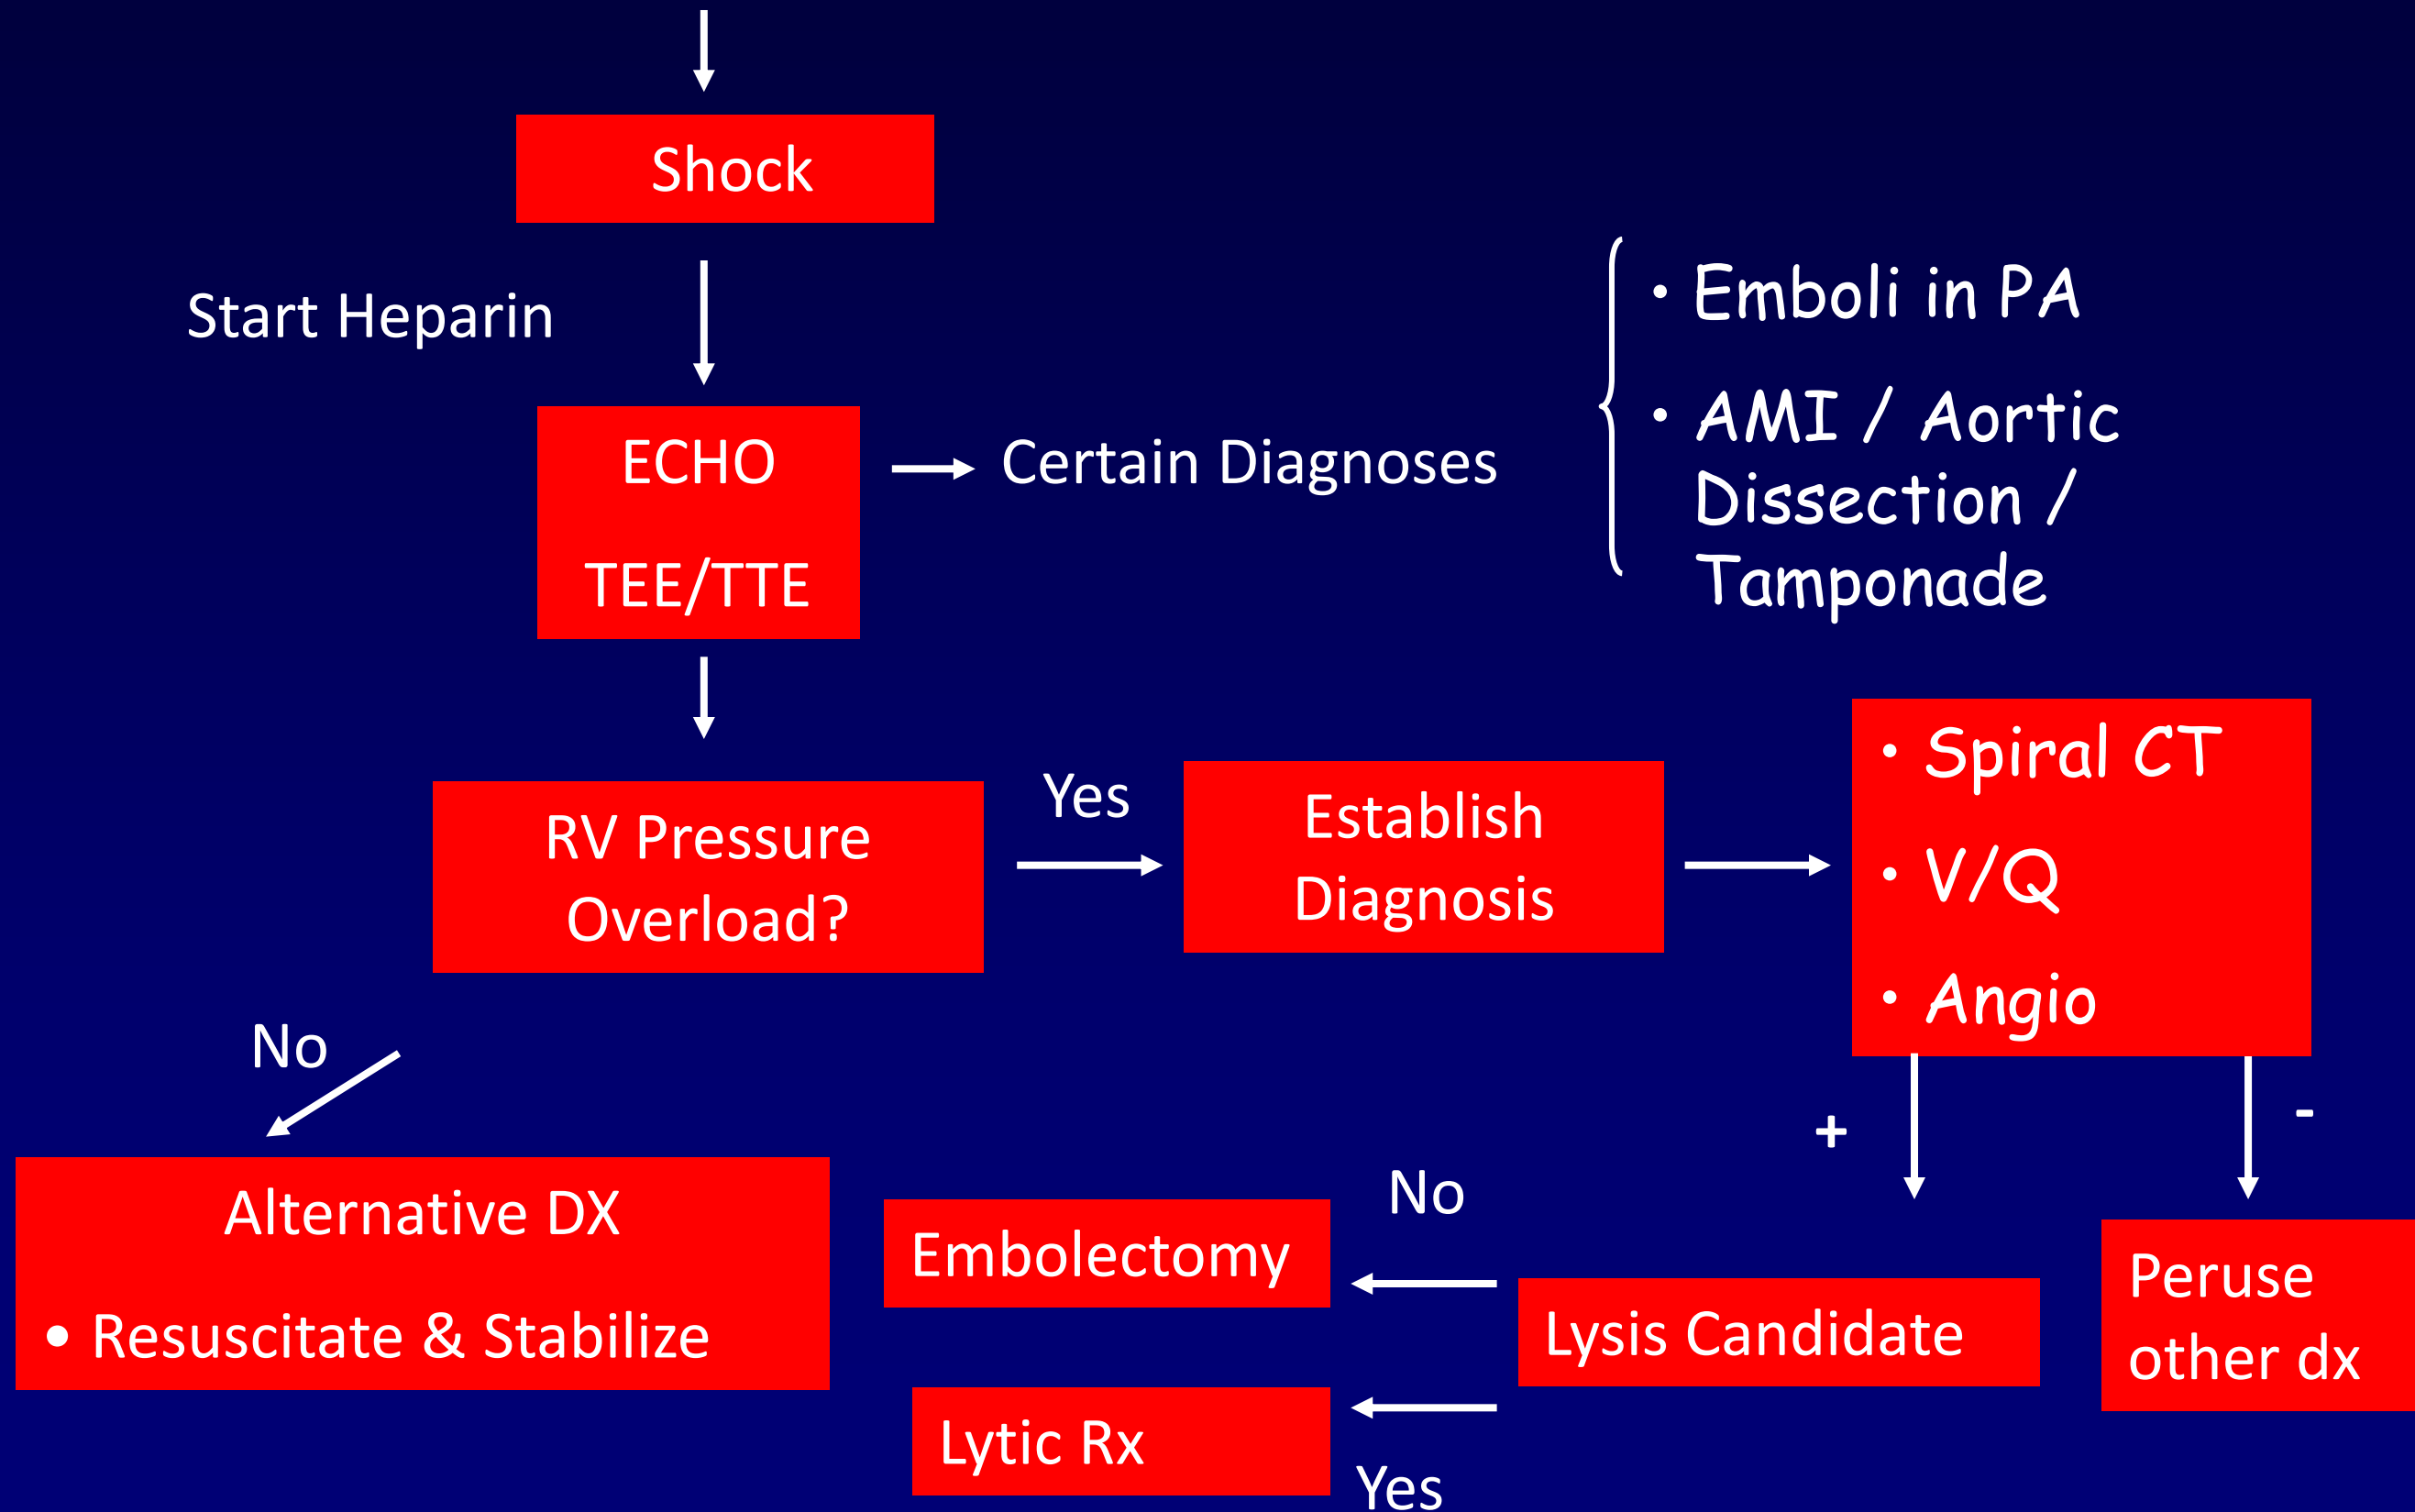 Shock
Start Heparin
• Emboli in PA
• AMI / Aortic
Dissection /
Tamponade
ECHO
TEE/TTE
Certain Diagnoses
RV Pressure
Overload?
Yes
Establish
Diagnosis
• Spiral CT
• V/Q
• Angio
No
+
-
Alternative DX
• Resuscitate & Stabilize
No
Embolectomy
Lysis Candidate
Peruse
other dx
Lytic Rx
Yes